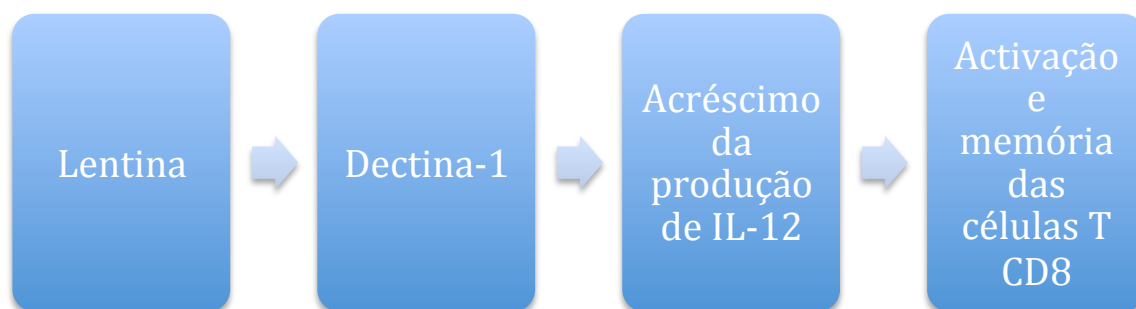 Lentina
Dectina-1
Acréscimo
da
produção
de IL-12
Activação
e
memória
das
células T
CD8